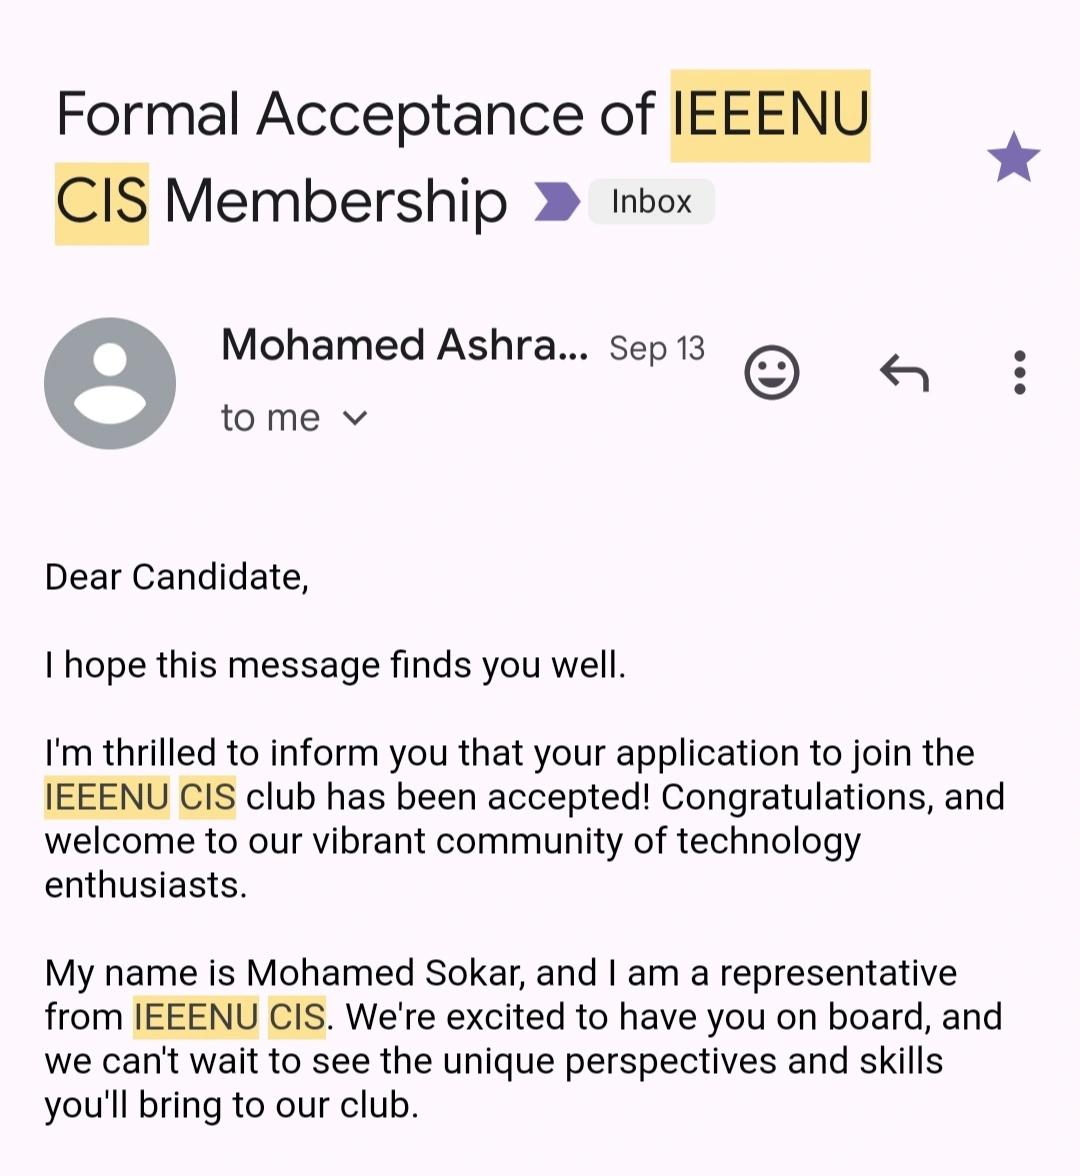 Formal Acceptance of IEEENU
CIS Membership Inbox
Mohamed Ashra... Sep 13
to me
Dear Candidate,
I hope this message finds you well.
I'm thrilled to inform you that your application to join the
IEEENU CIS club has been accepted! Congratulations, and
welcome to our vibrant community of technology
enthusiasts.
My name is Mohamed Sokar, and I am a representative
from IEEENU CIS. We're excited to have you on board, and
we can't wait to see the unique perspectives and skills
you'll bring to our club.